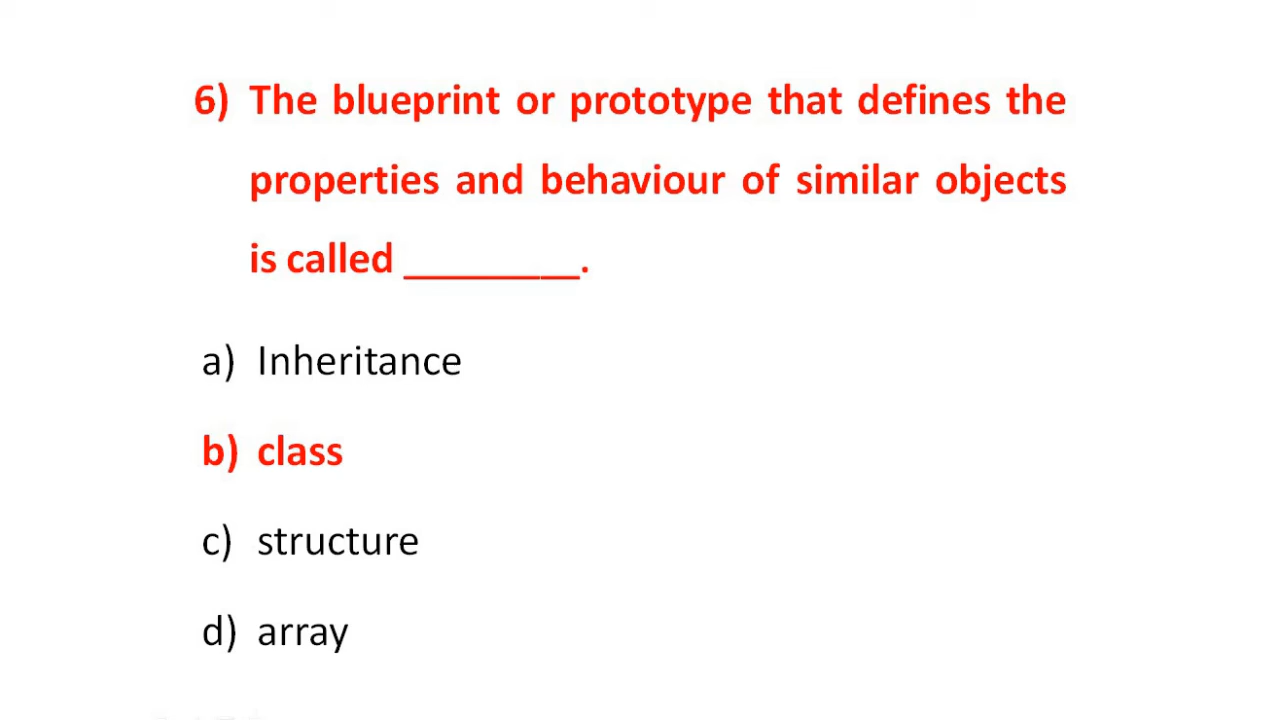 6) The blueprint or prototype that defines the
properties and behaviour of similar objects
is called ________.
a) Inheritance
b) class
c) structure
d) array